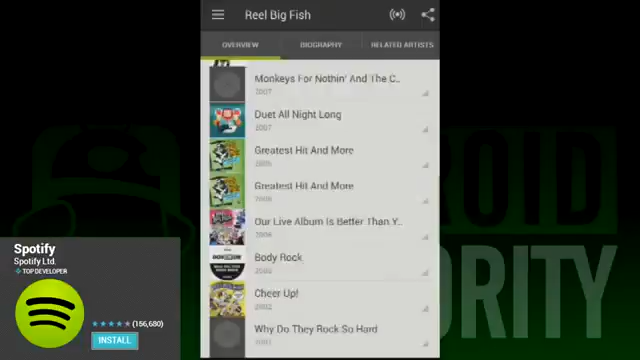 Reel Big Fish
OVERVIEW
BIOGRAPHY
RELATED ARTISTS
Monkeys For Nothin' And The C..
2007
Duet All Night Long
2007
Greatest Hit And More
Greatest Hit And More
Our Live Album Is Better Than Y..
Body Rock
Cheer Up!
2002
Why Do They Rock So Hard
Spotify
Spotify Ltd.
TOP DEVELOPER
(156,680)
INSTALL